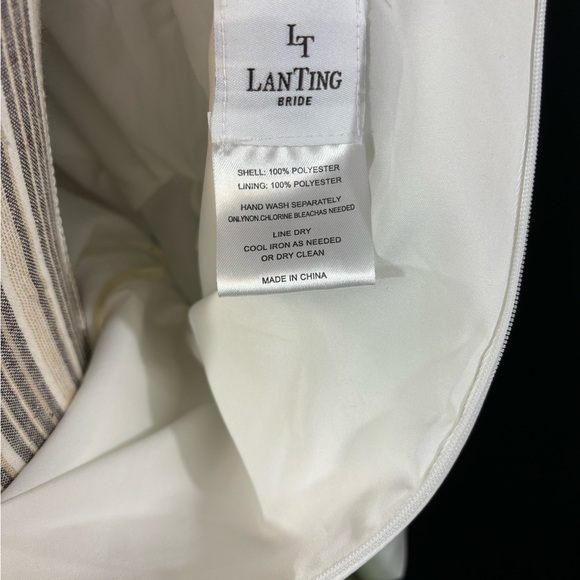 LT
LANTING
BRIDE
SHELL: 100% POLYESTER
LINING: 100% POLYESTER
HAND WASH SEPARATELY
ONLYNON.CHLORINE BLEACHAS NEEDED
LINE DRY
COOL IRON AS NEEDED
OR DRY CLEAN
MADE IN CHINA